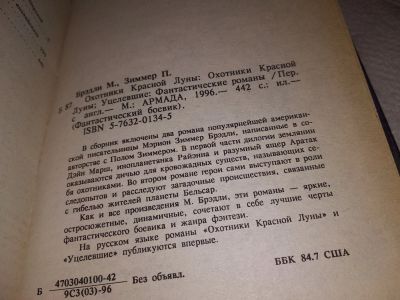 Брэдли М., Зиммер П.
Б 87 Охотники Красной Луны: Охотники Красной
Луны; Уцелевшие: Фантастические романы /Пер.
с англ.— М.: АРМАДА, 1996.— 442 с.: ил.—
(Фантастический боевик).
ISBN 5-7632-0134-5
В сборник включены два романа популярнейшей американ-
ской писательницы Мэрион Зиммер Брэдли, написанные в со-
авторстве с Полом Зиммером. В первой части дилогии землянин
Дэйн Марш, инопланетянка Райэнна и разумный ящер Аратак
оказываются дичью для кровожадных существ, называющих се-
бя охотниками. Во втором романе герои сами выступают в роли
следопытов и расследуют загадочные происшествия, связанные
с гибелью жителей планеты Бельсар.
Как и все произведения М. Брэдли, эти романы — яркие,
остросюжетные, динамичные, сочетают в себе лучшие черты
фантастического боевика и жанра фэнтези.
На русском языке романы «Охотники Красной Луны» и
«Уцелевшие» публикуются впервые.
Б 4703040100-42 Без объявл.
9С3(03)-96
ББК 84.7 США